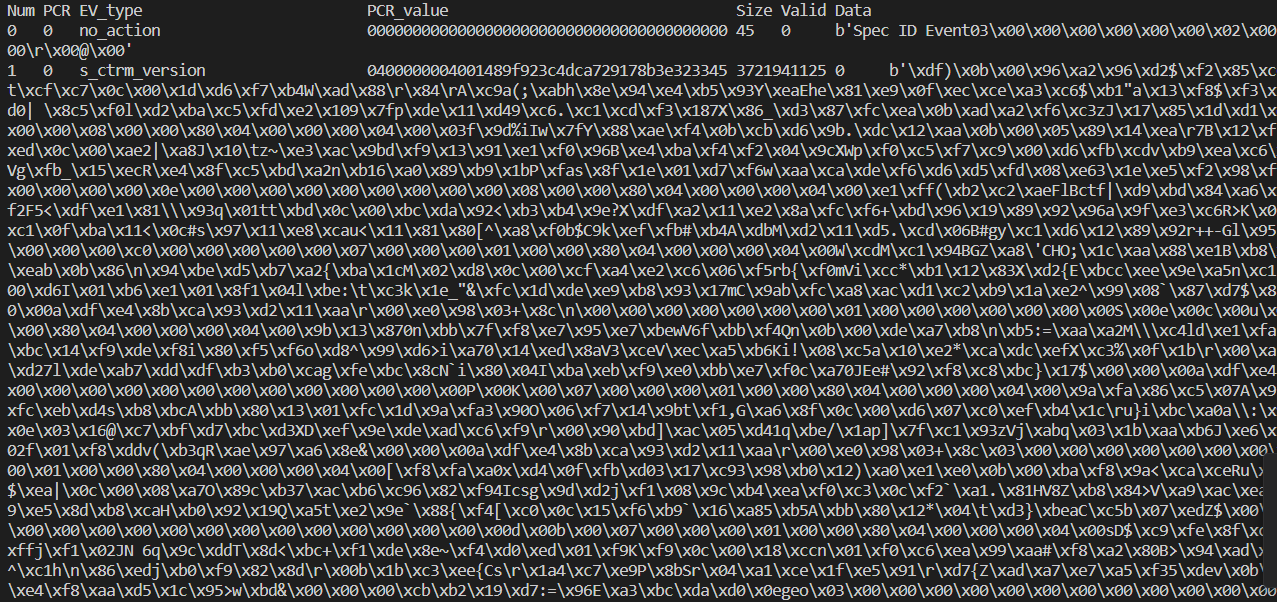 Num PCR EV_type                        PCR_value                                Size Valid Data
0   0   no_action                      0000000000000000000000000000000000000000 45   0     b'Spec ID Event03\x00\x00\x00\x00\x00\x00\x02\x00
00\r\x00@\x00'
1   0   s_ctrm_version                 0400000004001489f923c4dca729178b3e323345 3721941125 0     b'\xdf)\x0b\x00\x96\xa2\x96\xd2$\xf2\x85\xc
t\xcf\xc7\x0c\x00\x1d\xd6\xf7\xb4W\xad\x88\r\x84\rA\xc9a(;\xabh\x8e\x94\xe4\xb5\x93Y\xeaEhe\x81\xe9\x0f\xec\xce\xa3\xc6$\xb1"a\x13\xf8$\xf3\x
d0| \x8c5\xf0l\xd2\xba\xc5\xfd\xe2\x109\x7fp\xde\x11\xd49\xc6.\xc1\xcd\xf3\x187X\x86_\xd3\x87\xfc\xea\x0b\xad\xa2\xf6\xc3zJ\x17\x85\x1d\xd1\x
\x00\x00\x08\x00\x00\x80\x04\x00\x00\x00\x04\x00\x03f\x9d%iIw\x7fY\x88\xae\xf4\x0b\xcb\xd6\x9b.\xdc\x12\xaa\x0b\x00\x05\x89\x14\xea\r7B\x12\xf
xed\x0c\x00\xae2|\xa8J\x10\tz~\xe3\xac\x9bd\xf9\x13\x91\xe1\xf0\x96B\xe4\xba\xf4\xf2\x04\x9cXWp\xf0\xc5\xf7\xc9\x00\xd6\xfb\xcdv\xb9\xea\xc6\
Vg\xfb_\x15\xecR\xe4\x8f\xc5\xbd\xa2n\xb16\xa0\x89\xb9\x1bP\xfas\x8f\x1e\x01\xd7\xf6w\xaa\xca\xde\xf6\xd6\xd5\xfd\x08\xe63\x1e\xe5\xf2\x98\xf
\x00\x00\x00\x00\x0e\x00\x00\x00\x00\x00\x00\x00\x00\x00\x08\x00\x00\x80\x04\x00\x00\x00\x04\x00\xe1\xff(\xb2\xc2\xaeFlBctf|\xd9\xbd\x84\xa6\x
f2F5<\xdf\xe1\x81\\\x93q\x01tt\xbd\x0c\x00\xbc\xda\x92<\xb3\xb4\x9e?X\xdf\xa2\x11\xe2\x8a\xfc\xf6+\xbd\x96\x19\x89\x92\x96a\x9f\xe3\xc6R>K\x0
xc1\x0f\xba\x11<\x0c#s\x97\x11\xe8\xcau<\x11\x81\x80[^\xa8\xf0b$C9k\xef\xfb#\xb4A\xdbM\xd2\x11\xd5.\xcd\x06B#gy\xc1\xd6\x12\x89\x92r++-Gl\x95
\x00\x00\x00\xc0\x00\x00\x00\x00\x00\x07\x00\x00\x00\x01\x00\x00\x80\x04\x00\x00\x00\x04\x00W\xcdM\xc1\x94BGZ\xa8\'CHO;\x1c\xaa\x88\xe1B\xb8\
\xeab\x0b\x86\n\x94\xbe\xd5\xb7\xa2{\xba\x1cM\x02\xd8\x0c\x00\xcf\xa4\xe2\xc6\x06\xf5rb{\xf0mVi\xcc*\xb1\x12\x83X\xd2{E\xbcc\xee\x9e\xa5n\xc1
00\xd6I\x01\xb6\xe1\x01\x8f1\x04l\xbe:\t\xc3k\x1e_"&\xfc\x1d\xde\xe9\xb8\x93\x17mC\x9ab\xfc\xa8\xac\xd1\xc2\xb9\x1a\xe2^\x99\x08`\x87\xd7$\x8
0\x00a\xdf\xe4\x8b\xca\x93\xd2\x11\xaa\r\x00\xe0\x98\x03+\x8c\n\x00\x00\x00\x00\x00\x00\x00\x01\x00\x00\x00\x00\x00\x00\x00S\x00e\x00c\x00u\x
\x00\x80\x04\x00\x00\x00\x04\x00\x9b\x13\x870n\xbb\x7f\xf8\xe7\x95\xe7\xbewV6f\xbb\xf4Qn\x0b\x00\xde\xa7\xb8\n\xb5:=\xaa\xa2M\\\xc4ld\xe1\xfa
\xbc\x14\xf9\xde\xf8i\x80\xf5\xf6o\xd8^\x99\xd6>i\xa70\x14\xed\x8aV3\xceV\xec\xa5\xb6Ki!\x08\xc5a\x10\xe2*\xca\xdc\xefX\xc3%\x0f\x1b\r\x00\xa
\xd27l\xde\xab7\xdd\xdf\xb3\xb0\xcag\xfe\xbc\x8cN`i\x80\x04I\xba\xeb\xf9\xe0\xbb\xe7\xf0c\xa70JEe#\x92\xf8\xc8\xbc}\x17$\x00\x00\x00a\xdf\xe4
x00\x00\x00\x00\x00\x00\x00\x00\x00\x00P\x00K\x00\x07\x00\x00\x00\x01\x00\x00\x80\x04\x00\x00\x00\x04\x00\x9a\xfa\x86\xc5\x07A\x9
xfc\xeb\xd4s\xb8\xbcA\xbb\x80\x13\x01\xfc\x1d\x9a\xfa3\x90O\x06\xf7\x14\x9bt\xf1,G\xa6\x8f\x0c\x00\xd6\x07\xc0\xef\xb4\x1c\ru}i\xbc\xa0a\\:\x
x0e\x03\x16@\xc7\xbf\xd7\xbc\xd3XD\xef\x9e\xde\xad\xc6\xf9\r\x00\x90\xbd]\xac\x05\xd41q\xbe/\x1ap]\x7f\xc1\x93zVj\xabq\x03\x1b\xaa\xb6J\xe6\x
02f\x01\xf8\xddv(\xb3qR\xae\x97\xa6\x8e&\x00\x00\x00a\xdf\xe4\x8b\xca\x93\xd2\x11\xaa\r\x00\xe0\x98\x03+\x8c\x03\x00\x00\x00\x00\x00\x00\x00
\x00\x01\x00\x00\x80\x04\x00\x00\x00\x04\x00[\xf8\xfa\xa0x\xd4\x0f\xfb\xd03\x17\xc93\x98\xb0\x12)\xa0\xe1\xe0\x0b\x00\xba\xf8\x9a<\xca\xceRu\
$\xea|\x0c\x00\x08\xa7O\x89c\xb37\xac\xb6\xc96\x82\xf94Icsg\x9d\xd2j\xf1\x08\x9c\xb4\xea\xf0\xc3\x0c\xf2`\xa1.\x81HV8Z\xb8\x84>V\xa9\xac\xea
9\xe5\x8d\xb8\xcaH\xb0\x92\x19Q\xa5t\xe2\x9e`\x88{\xf4[\xc0\x0c\x15\xf6\xb9`\x16\xa85\xb5A\xbb\x80\x12*\x04\t\xd3}\xbeaC\xc5b\x07\xedZ$\x00\
\x00\x00\x00\x00\x00\x00\x00\x00\x00\x00\x00\x00d\x00b\x00\x07\x00\x00\x00\x01\x00\x00\x80\x04\x00\x00\x00\x04\x00sD$\xc9\xfe\x8f\xc
xffj\xf1\x02JN 6q\x9c\xddT\x8d<\xbc+\xf1\xde\x8e~\xf4\xd0\xed\x01\xf9K\xf9\x0c\x00\x18\xccn\x01\xf0\xc6\xea\x99\xaa#\xf8\xa2\x80B>\x94\xad\
^\xc1h\n\x86\xedj\xb0\xf9\x82\x8d\r\x00b\x1b\xc3\xee{Cs\r\x1a4\xc7\xe9P\x8bSr\x04\xa1\xce\x1f\xe5\x91\r\xd7{Z\xad\xa7\xe7\xa5\xf35\xdev\x0b\
\xe4\xf8\xaa\xd5\x1c\x95>w\xbd&\x00\x00\x00\xcb\xb2\x19\xd7:=\x96E\xa3\xbc\xda\xd0\x0egeo\x03\x00\x00\x00\x00\x00\x00\x00\x00\x00\x00\x00\x00